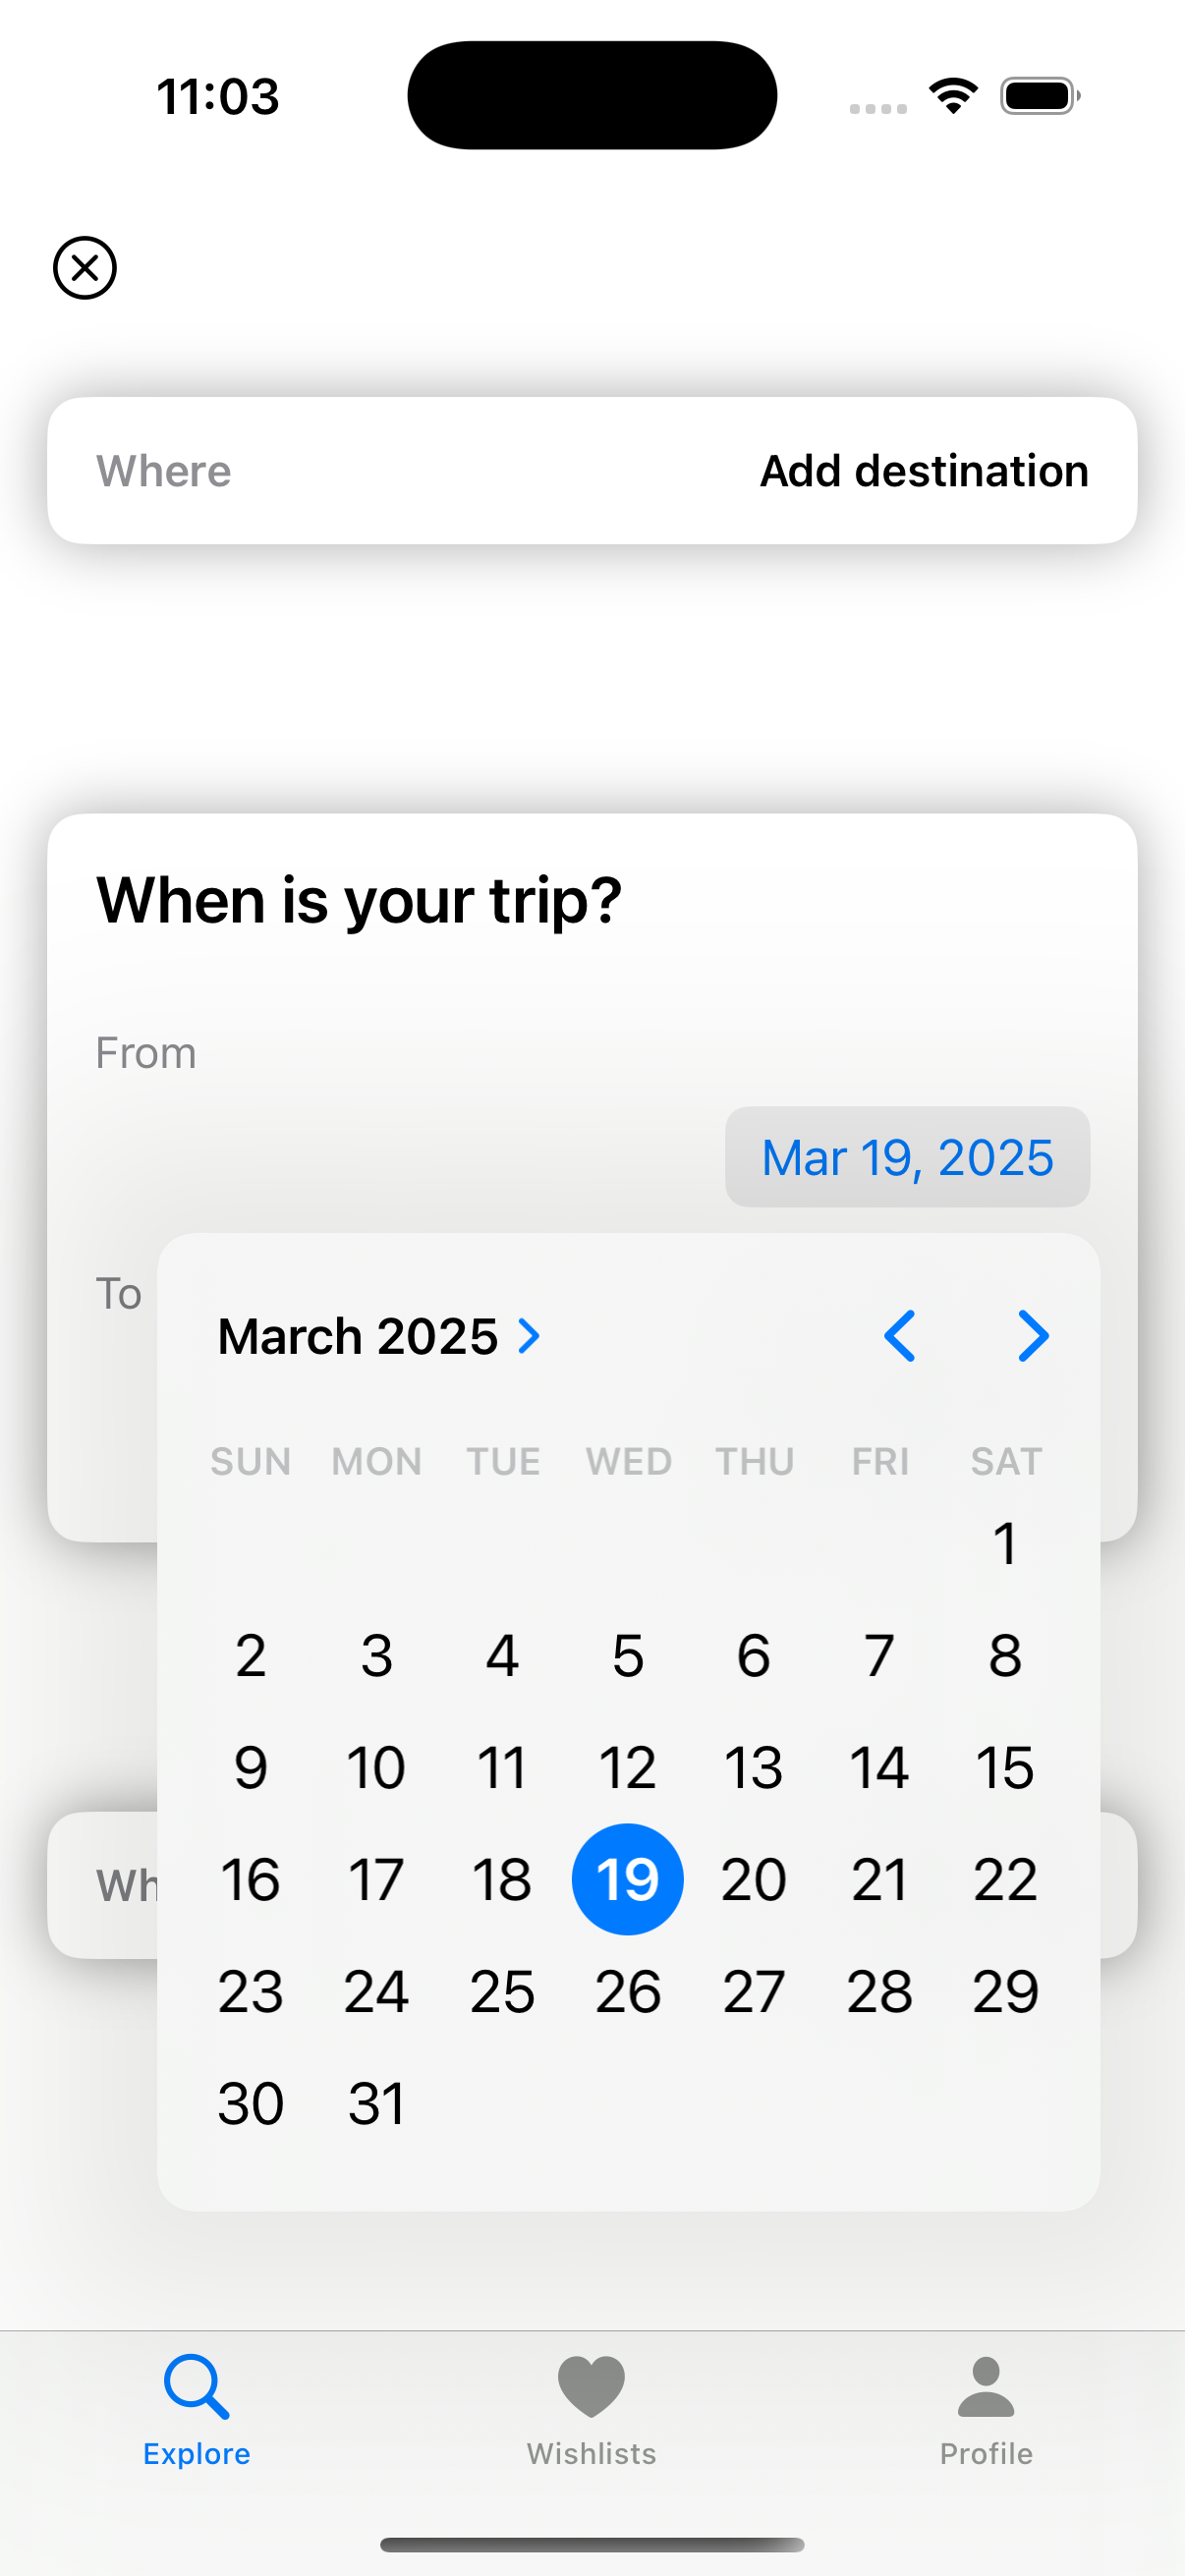 11:03
Where Add destination
When is your trip?
From
Mar 19, 2025
To
March 2025
SUN MON TUE WED THU FRI SAT
1
2 3 4 5 6 7 8
9 10 11 12 13 14 15
Wh 16 17 18 19 20 21 22
23 24 25 26 27 28 29
30 31
Explore Wishlists Profile